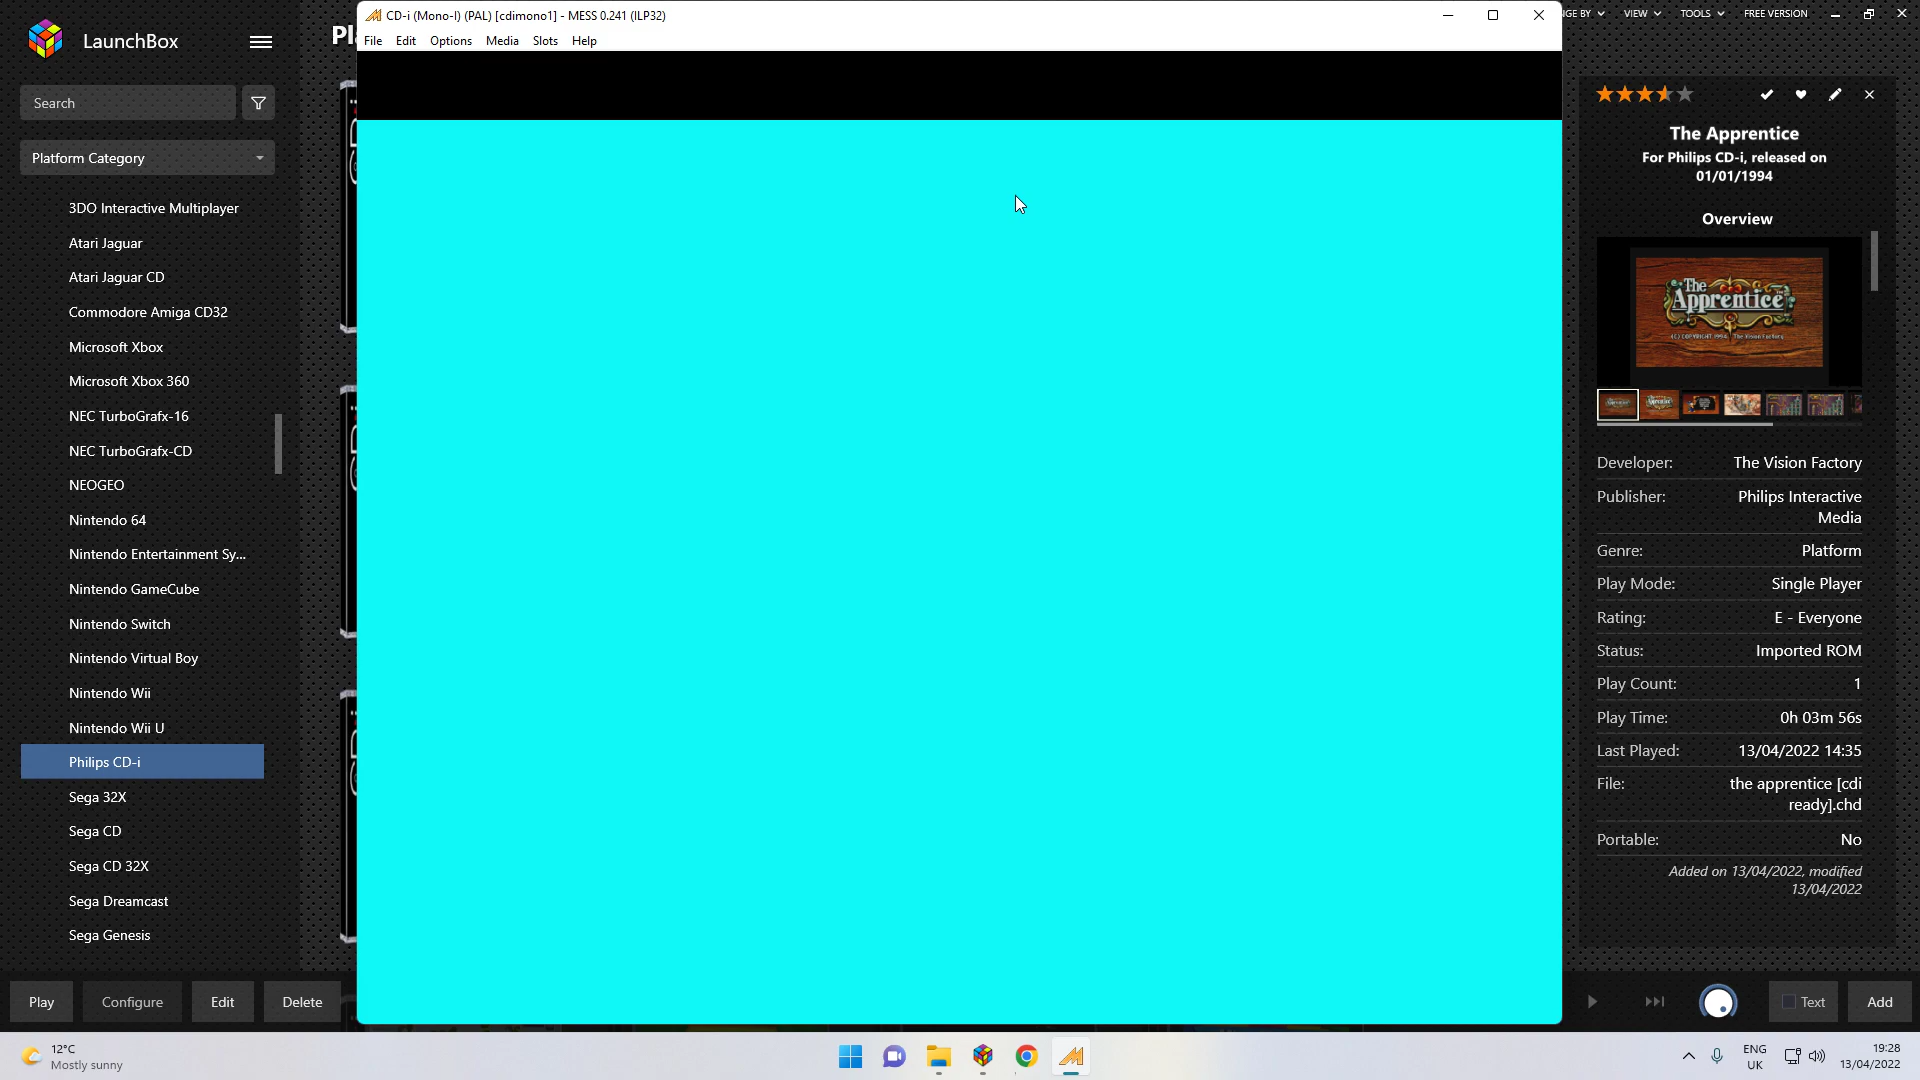 CD-i (Mono-I) (PAL) [cdimono1] - MESS 0.241 (ILP32)
File Edit Options Media Slots Help
NGE BY VIEW TOOLS FREE VERSION
LaunchBox
Pl
Search
Platform Category
3DO Interactive Multiplayer
Atari Jaguar
Atari Jaguar CD
Commodore Amiga CD32
Microsoft Xbox
Microsoft Xbox 360
NEC TurboGrafx-16
NEC TurboGrafx-CD
NEOGEO
Nintendo 64
Nintendo Entertainment Sy...
Nintendo GameCube
Nintendo Switch
Nintendo Virtual Boy
Nintendo Wii
Nintendo Wii U
Philips CD-i
Sega 32X
Sega CD
Sega CD 32X
Sega Dreamcast
Sega Genesis
Play Configure Edit Delete
The Apprentice
For Philips CD-i, released on
01/01/1994
Overview
The
Apprentice
(C) COPYRIGHT 1994 The Vision Factory
Developer: The Vision Factory
Publisher: Philips Interactive
Media
Genre: Platform
Play Mode: Single Player
Rating: E - Everyone
Status: Imported ROM
Play Count: 1
Play Time: 0h 03m 56s
Last Played: 13/04/2022 14:35
File: the apprentice [cdi
ready].chd
Portable: No
Added on 13/04/2022, modified
13/04/2022
Text Add
12°C
Mostly sunny
ENG
UK
19:28
13/04/2022